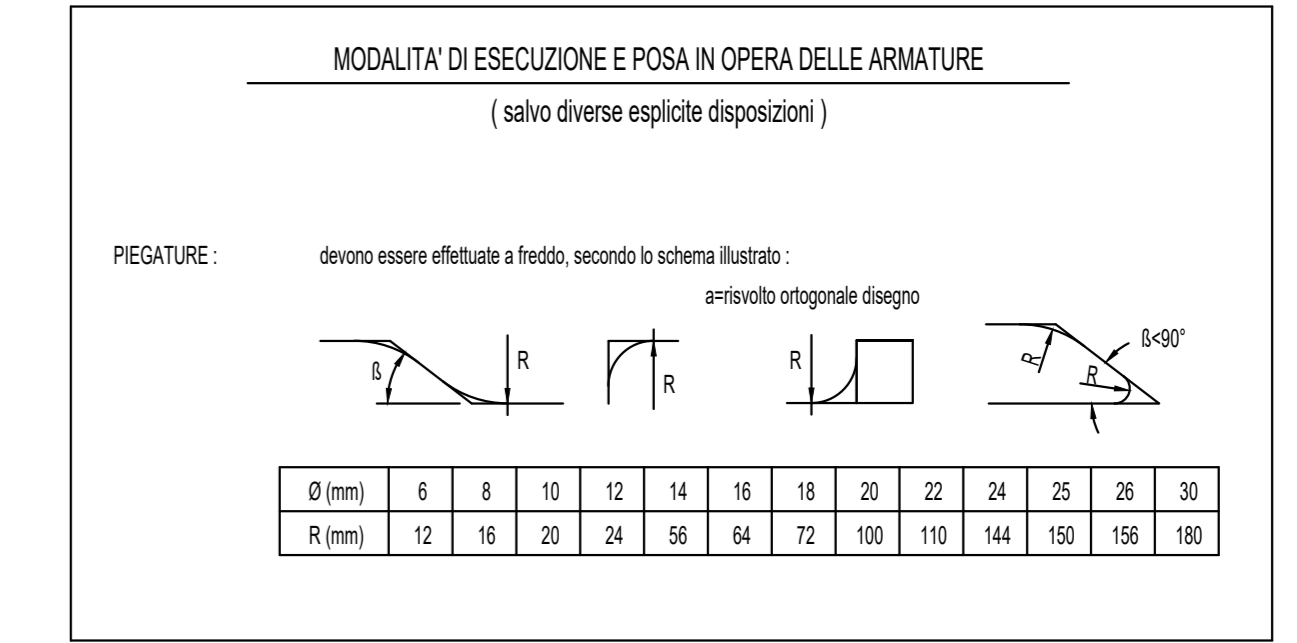 MODALITA' DI ESECUZIONE E POSA IN OPERA DELLE ARMATURE
( salvo diverse esplicite disposizioni )
PIEGATURE : devono essere effettuate a freddo, secondo lo schema illustrato :
a=risvolto ortogonale disegno
ß R R R R R ß<90°
Ø (mm) 6 8 10 12 14 16 18 20 22 24 25 26 30
R (mm) 12 16 20 24 56 64 72 100 110 144 150 156 180